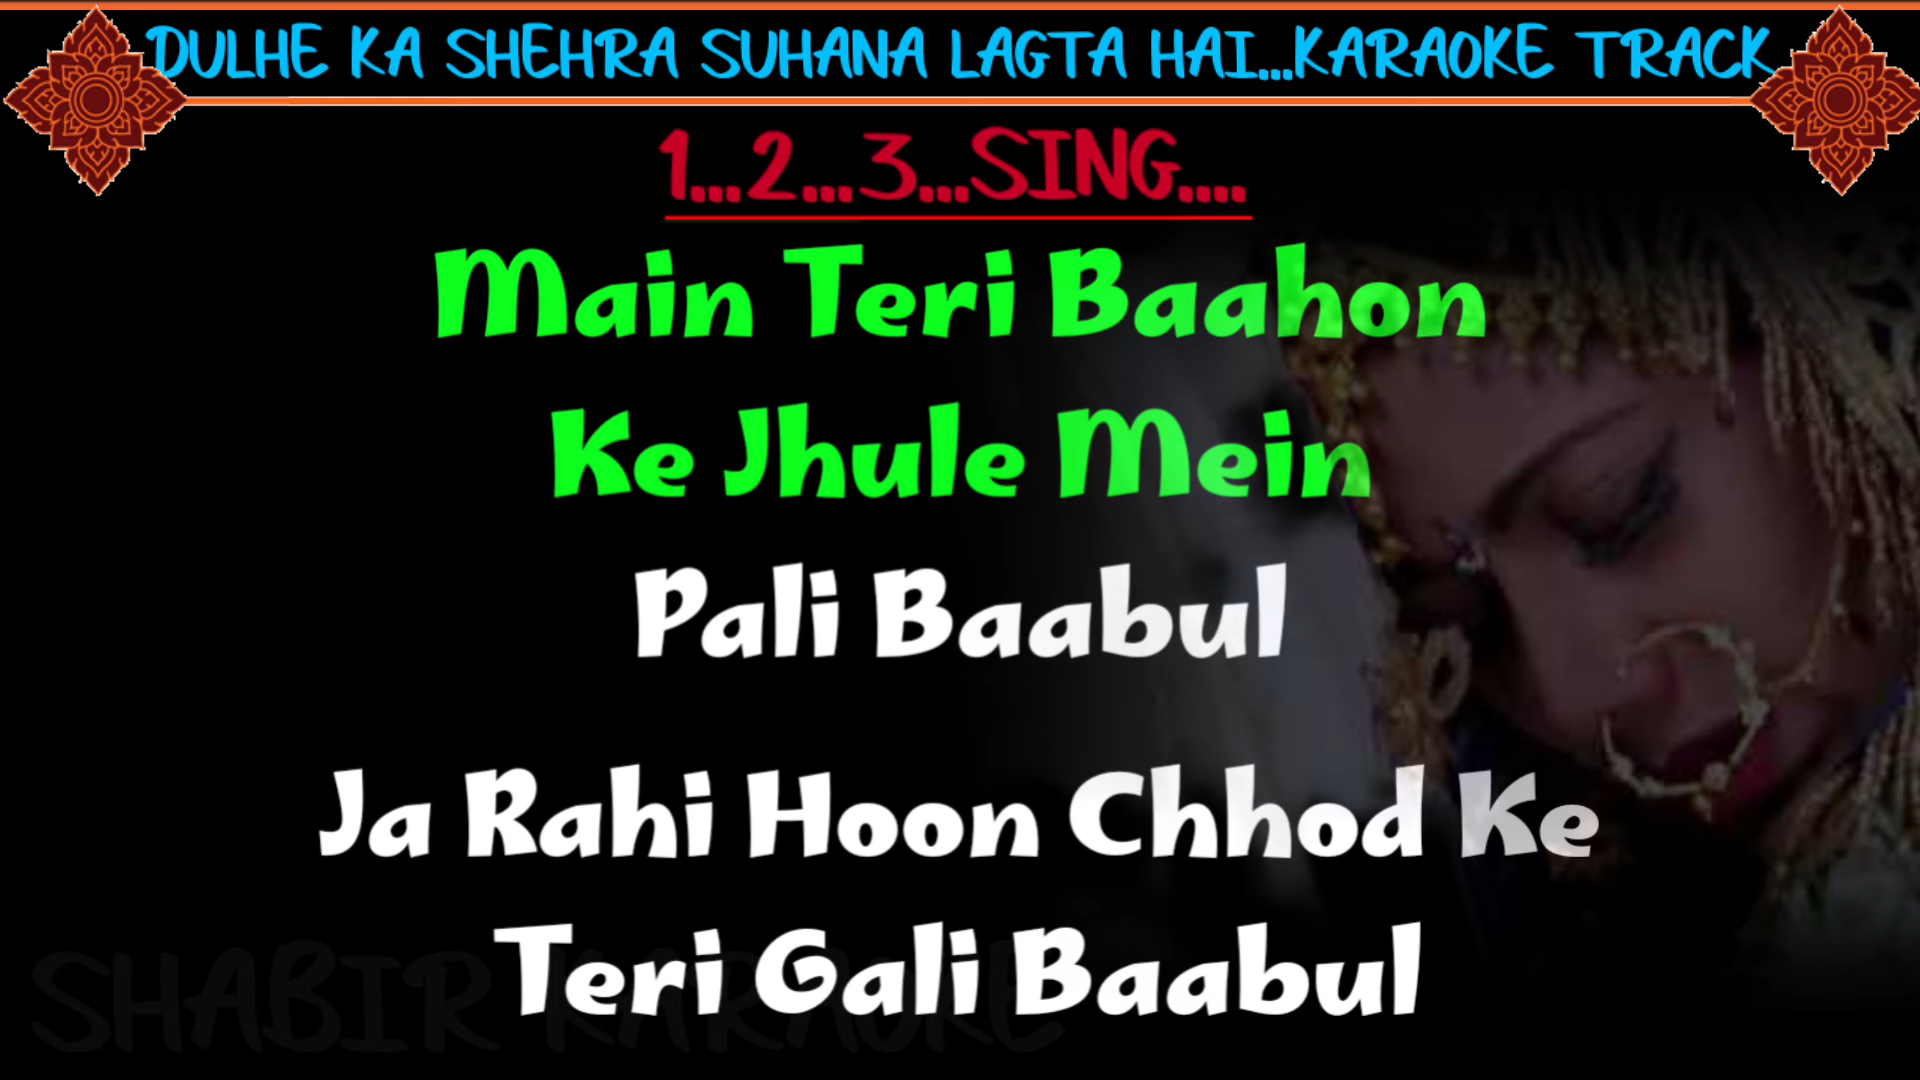 DULHE KA SHEHRA SUHANA LAGTA HAI...KARAOKE TRACK
1...2...3...SING....
Main Teri Baahon
Ke Jhule Mein
Pali Baabul
Ja Rahi Hoon Chhod Ke
Teri Gali Baabul
SHABIR KARAOKE